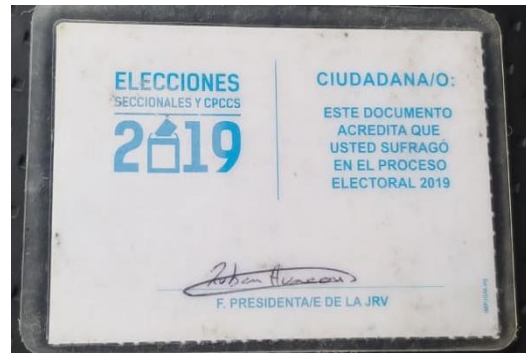 ELECCIONES
SECCIONALES Y CPCCS
2019
CIUDADANA/O:
ESTE DOCUMENTO
ACREDITA QUE
USTED SUFRAGÓ
EN EL PROCESO
ELECTORAL 2019
F. PRESIDENTA/E DE LA JRV